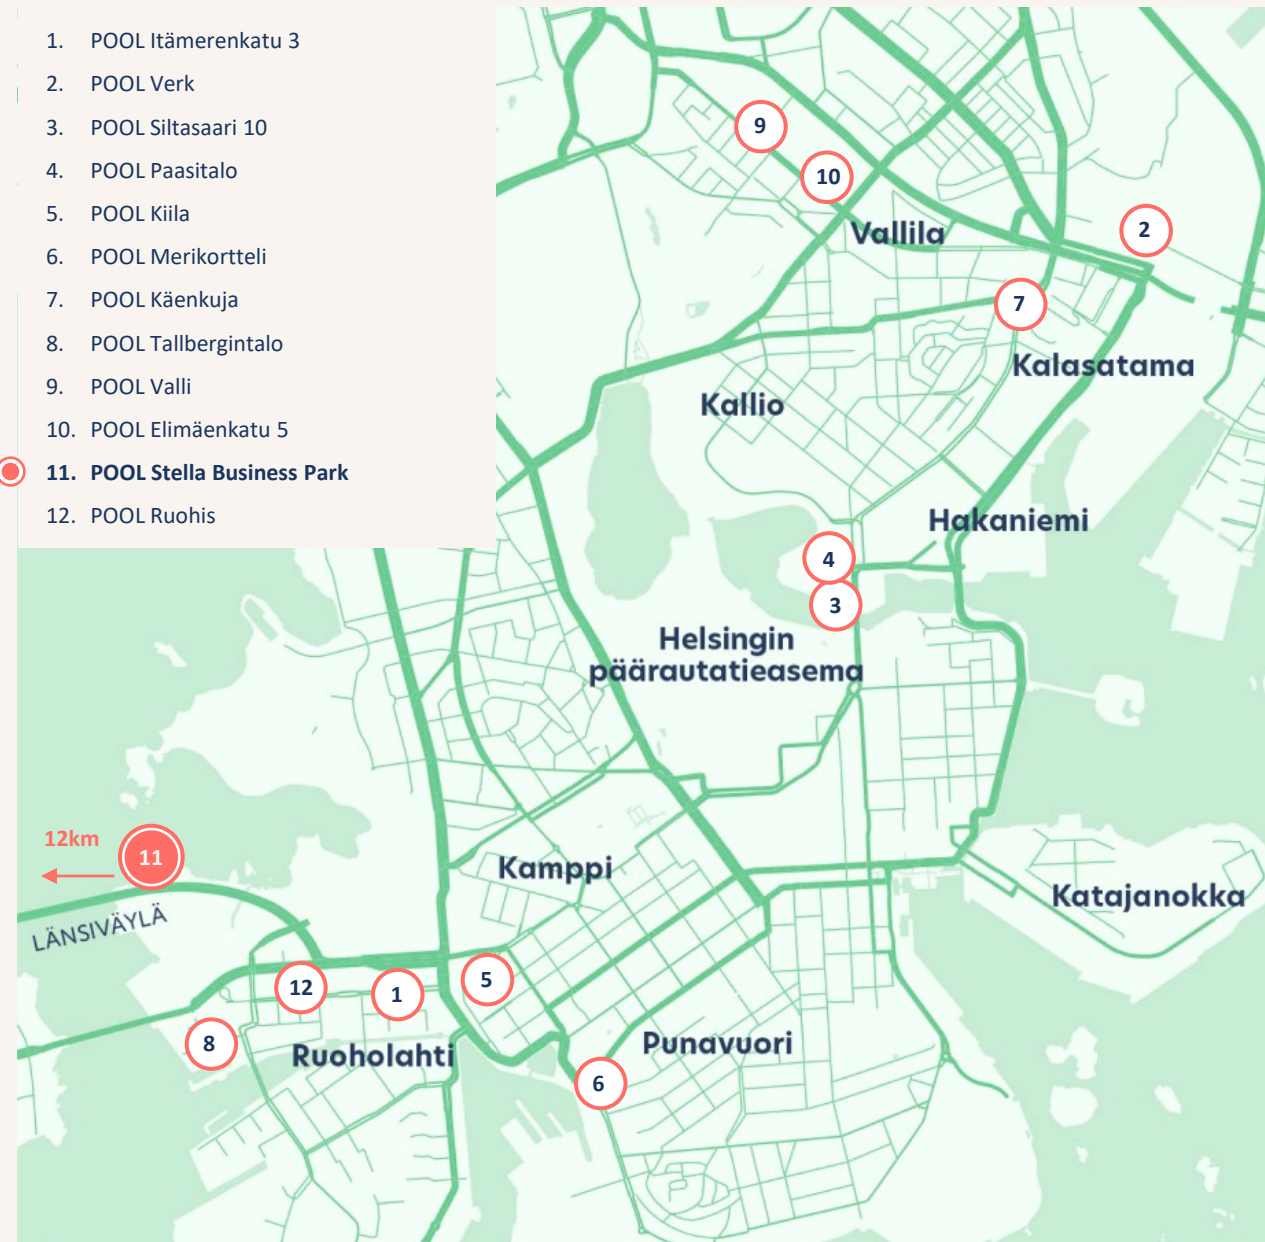 1. POOL Itämerenkatu 3
2. POOL Verk
3. POOL Siltasaari 10
4. POOL Paasitalo
5. POOL Kiila
6. POOL Merikortteli
7. POOL Käenkuja
8. POOL Tallbergintalo
9. POOL Valli
10. POOL Elimäenkatu 5
11. POOL Stella Business Park
12. POOL Ruohis
9
10
Vallila
2
7
Kalasatama
Kallio
Hakaniemi
4
3
Helsingin
päärautatieasema
12km
11
Kamppi
Katajanokka
LÄNSIVÄYLÄ
5
12
1
8
Ruoholahti
Punavuori
6